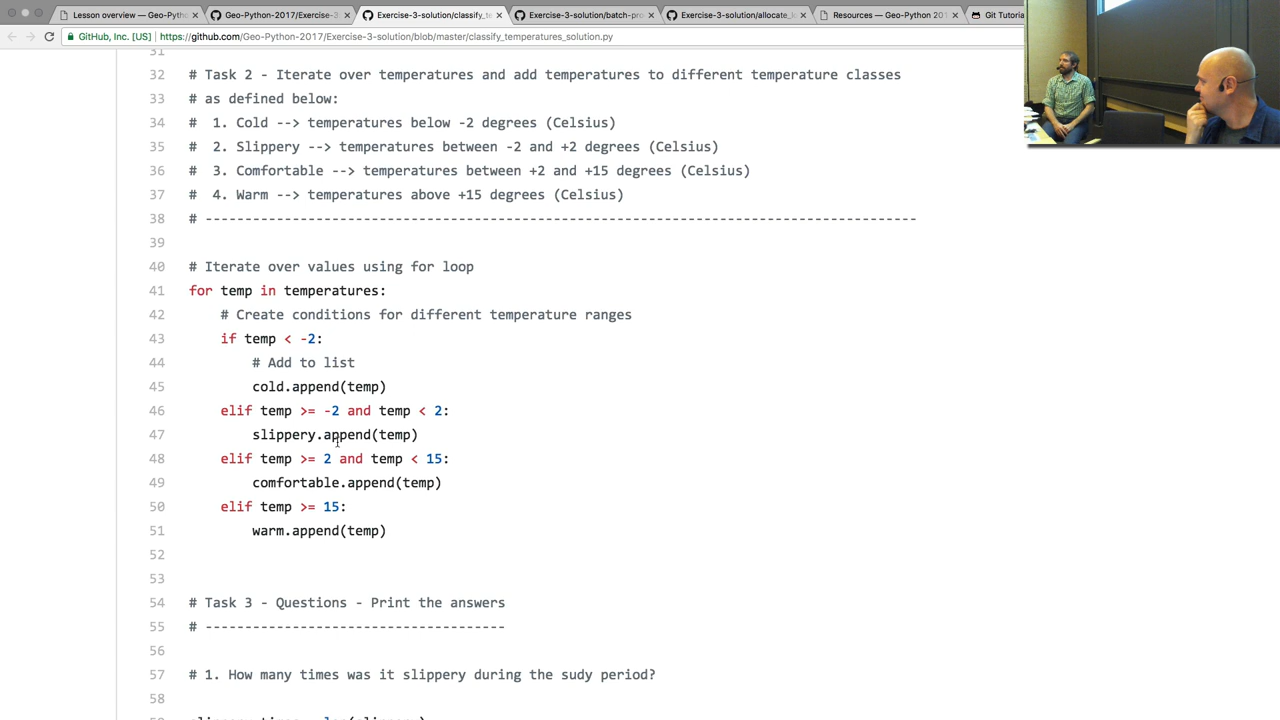 Lesson overview — Geo-Pytho
Geo-Python-2017/Exercise-3
Exercise-3-solution/classify_te
Exercise-3-solution/batch-pro
Exercise-3-solution/allocate_
Resources — Geo-Python 201
Git Tutoria
GitHub, Inc. [US] | https://github.com/Geo-Python-2017/Exercise-3-solution/blob/master/classify_temperatures_solution.py
31
32 # Task 2 - Iterate over temperatures and add temperatures to different temperature classes
33 # as defined below:
34 #  1. Cold --> temperatures below -2 degrees (Celsius)
35 #  2. Slippery --> temperatures between -2 and +2 degrees (Celsius)
36 #  3. Comfortable --> temperatures between +2 and +15 degrees (Celsius)
37 #  4. Warm --> temperatures above +15 degrees (Celsius)
38 # ------------------------------------------------------------------------------------------
39
40 # Iterate over values using for loop
41 for temp in temperatures:
42     # Create conditions for different temperature ranges
43     if temp < -2:
44         # Add to list
45         cold.append(temp)
46     elif temp >= -2 and temp < 2:
47         slippery.append(temp)
48     elif temp >= 2 and temp < 15:
49         comfortable.append(temp)
50     elif temp >= 15:
51         warm.append(temp)
52
53
54 # Task 3 - Questions - Print the answers
55 # --------------------------------------
56
57 # 1. How many times was it slippery during the sudy period?
58